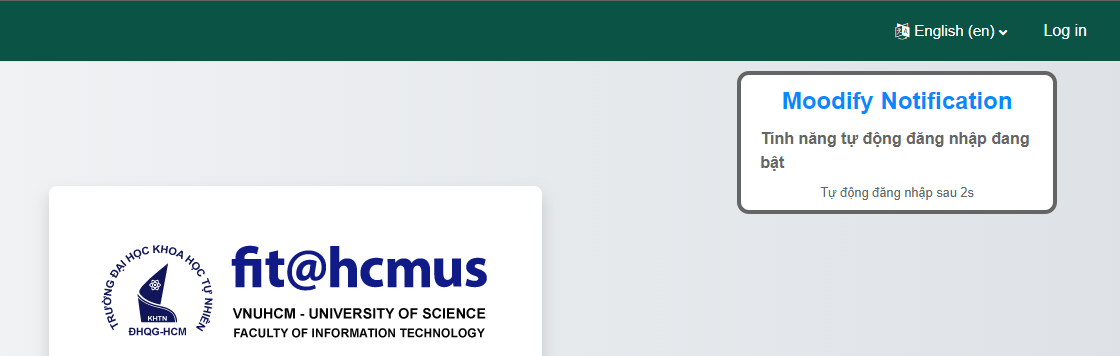 English (en)
Log in
Moodify Notification
Tính năng tự động đăng nhập đang
bật
Tự động đăng nhập sau 2s
TRƯỜNG ĐẠI HỌC KHOA HỌC TỰ NHIÊN
KHTN
ĐHQG-HCM
fit@hcmus
VNUHCM - UNIVERSITY OF SCIENCE
FACULTY OF INFORMATION TECHNOLOGY